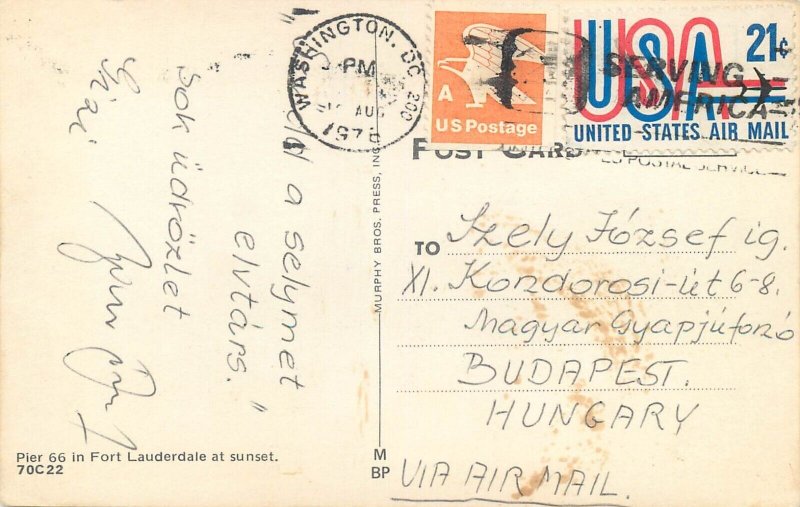 WASHINGTON, DC 200
PM
AUG
A
US Postage
USA 21¢
UNITED STATES AIR MAIL
SERVING
AMERICA
POST CARD
TO
Szely József ig.
XI. Kondorosi-út 6-8.
Magyar Gyapjúfonó
BUDAPEST.
HUNGARY
VIA AIR MAIL.
a selymet
elvtárs."
Sok üdvözlet
Gizi
MURPHY BROS. PRESS, INC.
Pier 66 in Fort Lauderdale at sunset.
70C22
M
BP